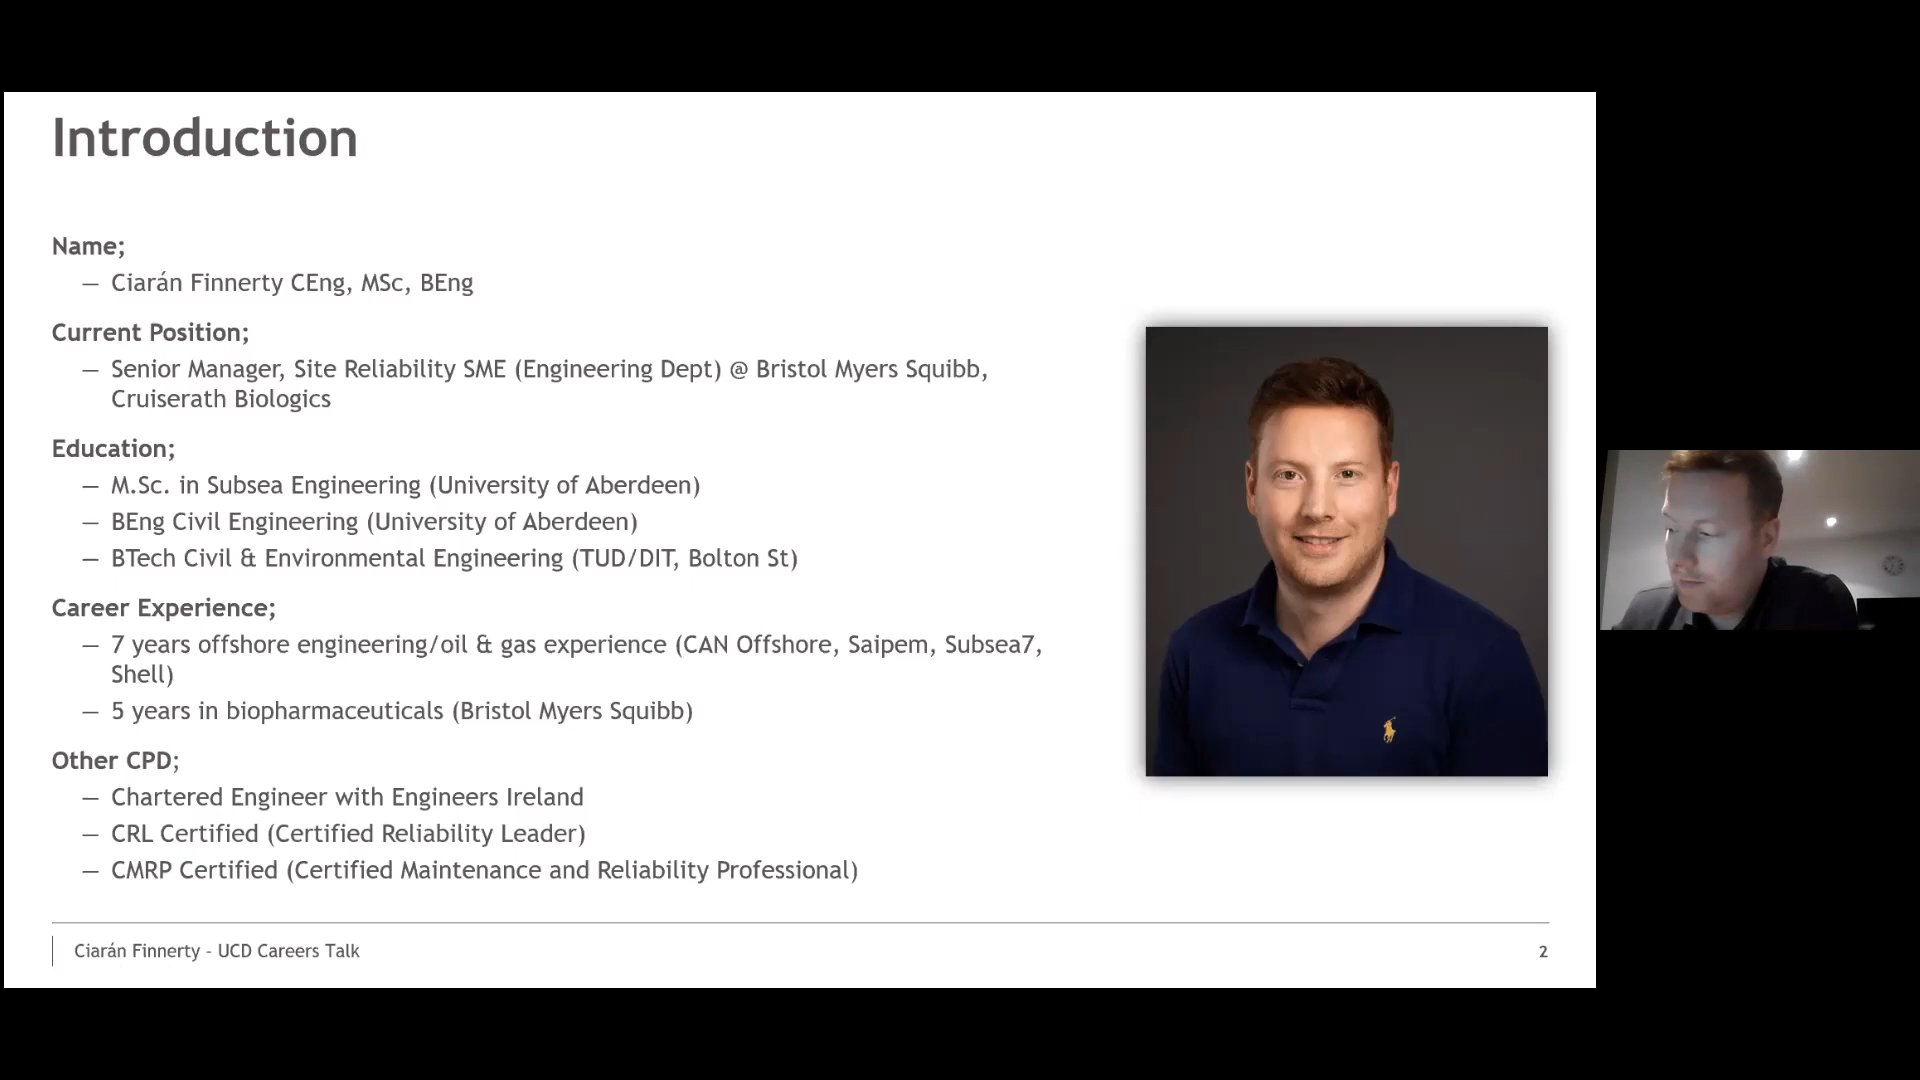 Introduction
Name;
— Ciarán Finnerty CEng, MSc, BEng
Current Position;
— Senior Manager, Site Reliability SME (Engineering Dept) @ Bristol Myers Squibb,
Cruiserath Biologics
Education;
— M.Sc. in Subsea Engineering (University of Aberdeen)
— BEng Civil Engineering (University of Aberdeen)
— BTech Civil & Environmental Engineering (TUD/DIT, Bolton St)
Career Experience;
— 7 years offshore engineering/oil & gas experience (CAN Offshore, Saipem, Subsea7,
Shell)
— 5 years in biopharmaceuticals (Bristol Myers Squibb)
Other CPD;
— Chartered Engineer with Engineers Ireland
— CRL Certified (Certified Reliability Leader)
— CMRP Certified (Certified Maintenance and Reliability Professional)
Ciarán Finnerty - UCD Careers Talk
2